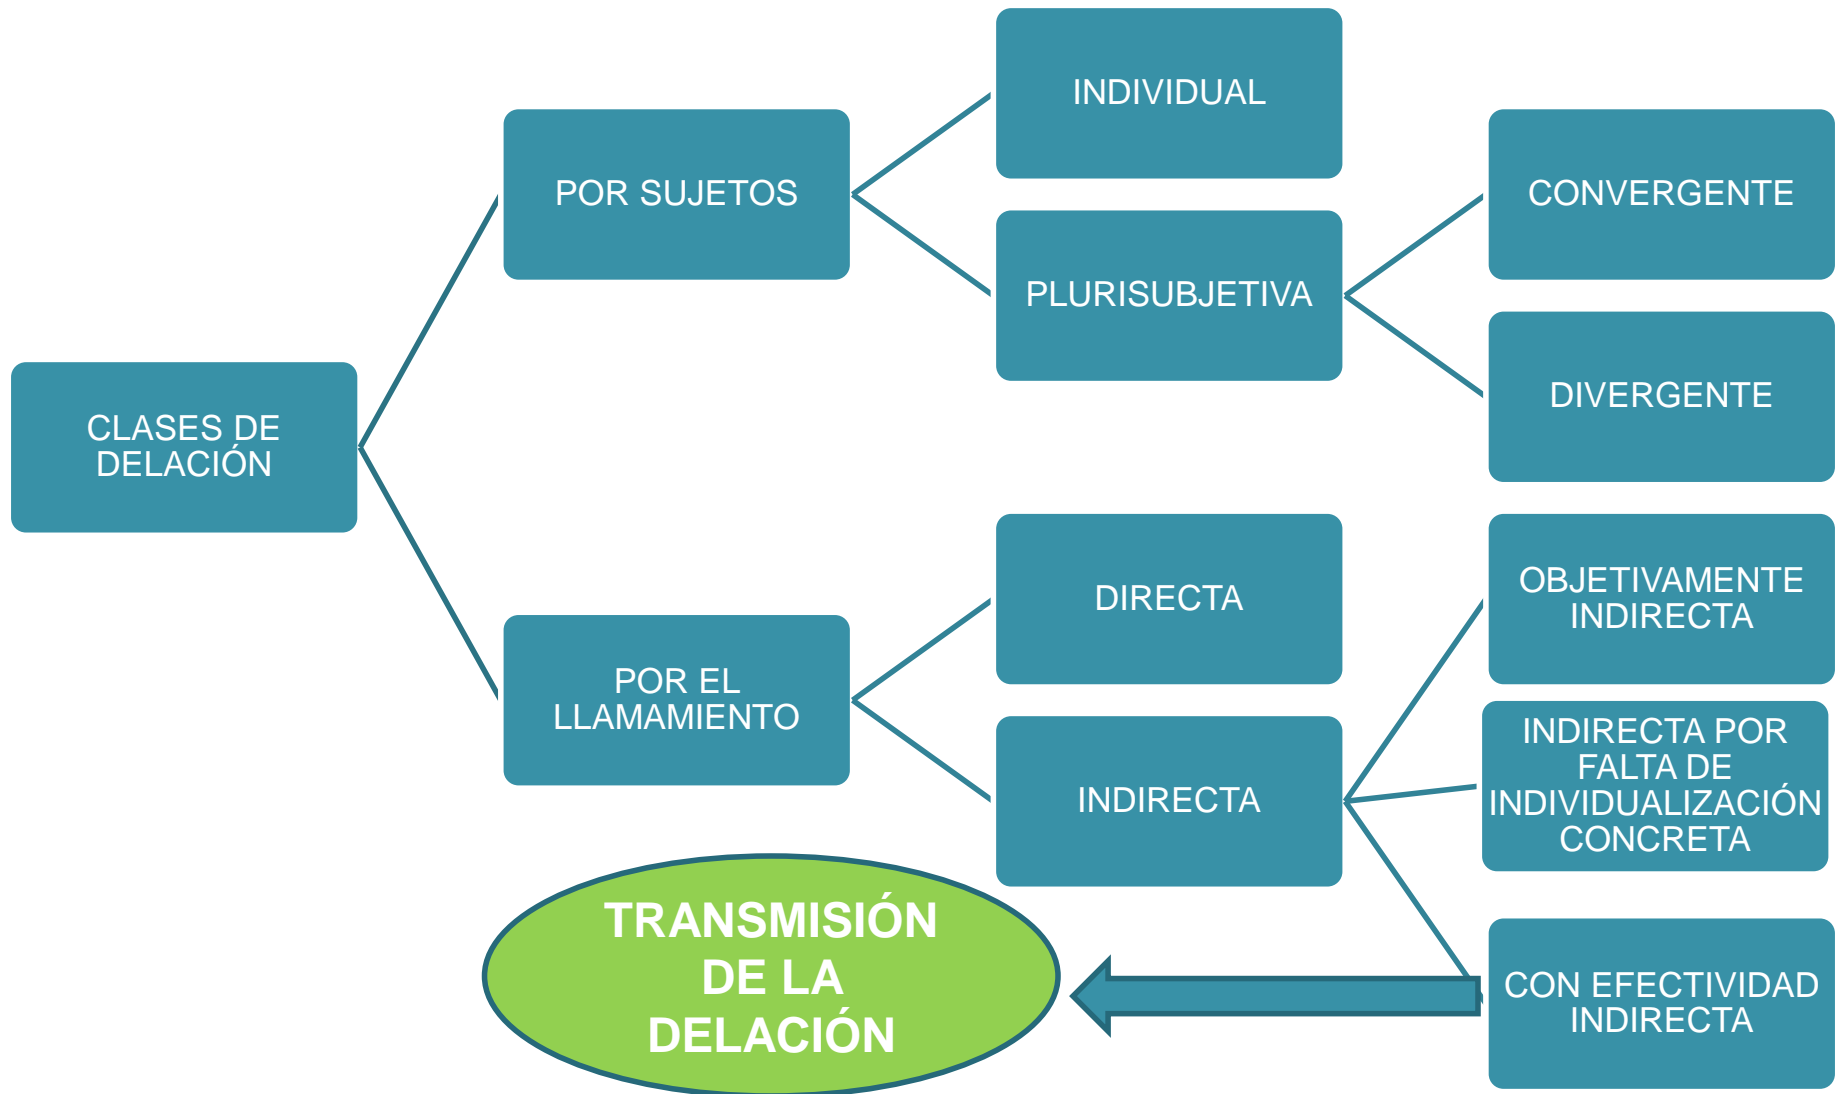 CLASES DE
DELACIÓN
POR SUJETOS
INDIVIDUAL
PLURISUBJETIVA
CONVERGENTE
DIVERGENTE
POR EL
LLAMAMIENTO
DIRECTA
INDIRECTA
OBJETIVAMENTE
INDIRECTA
INDIRECTA POR
FALTA DE
INDIVIDUALIZACIÓN
CONCRETA
CON EFECTIVIDAD
INDIRECTA
TRANSMISIÓN
DE LA
DELACIÓN